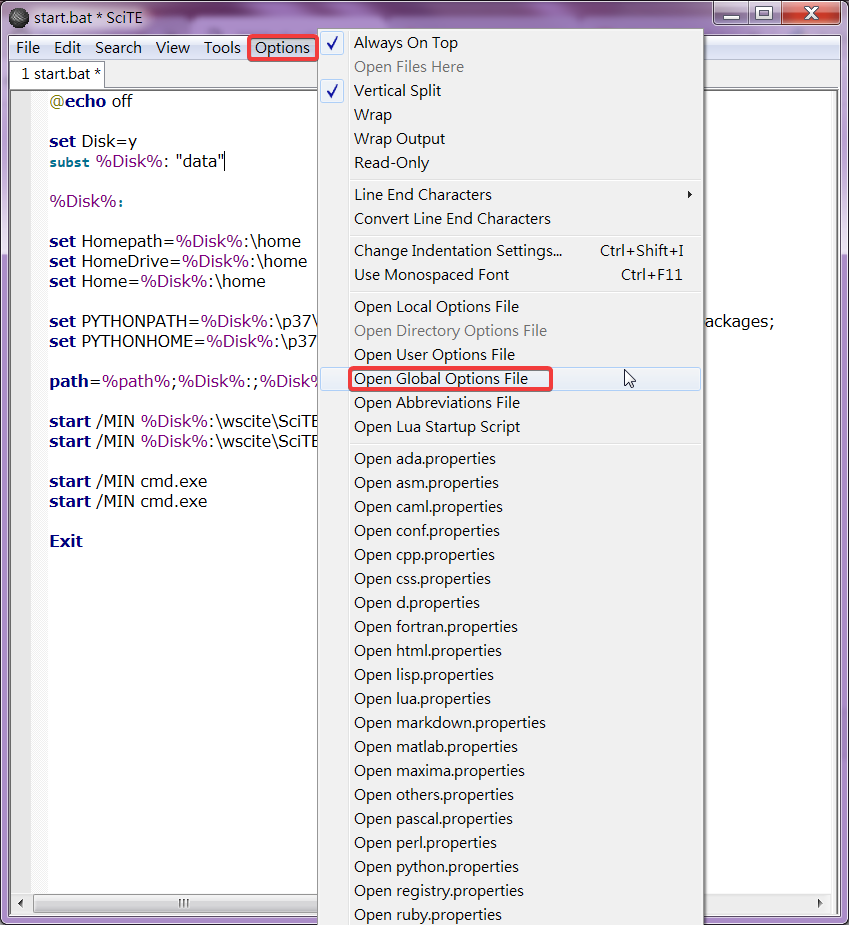 start.bat * SciTE
File Edit Search View Tools Options
1 start.bat *
@echo off
set Disk=y
subst %Disk%: "data"
%Disk%:
set Homepath=%Disk%:\home
set HomeDrive=%Disk%:\home
set Home=%Disk%:\home
set PYTHONPATH=%Disk%:\p37\ ackages;
set PYTHONHOME=%Disk%:\p37
path=%path%;%Disk%:;%Disk%
start /MIN %Disk%:\wscite\SciTE
start /MIN %Disk%:\wscite\SciTE
start /MIN cmd.exe
start /MIN cmd.exe
Exit
Always On Top
Open Files Here
Vertical Split
Wrap
Wrap Output
Read-Only
Line End Characters
Convert Line End Characters
Change Indentation Settings... Ctrl+Shift+I
Use Monospaced Font Ctrl+F11
Open Local Options File
Open Directory Options File
Open User Options File
Open Global Options File
Open Abbreviations File
Open Lua Startup Script
Open ada.properties
Open asm.properties
Open caml.properties
Open conf.properties
Open cpp.properties
Open css.properties
Open d.properties
Open fortran.properties
Open html.properties
Open lisp.properties
Open lua.properties
Open markdown.properties
Open matlab.properties
Open maxima.properties
Open others.properties
Open pascal.properties
Open perl.properties
Open python.properties
Open registry.properties
Open ruby.properties